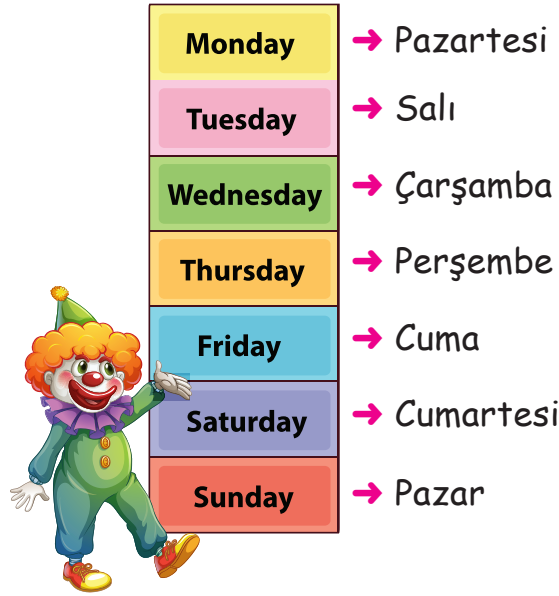 Monday → Pazartesi
Tuesday → Salı
Wednesday → Çarşamba
Thursday → Perşembe
Friday → Cuma
Saturday → Cumartesi
Sunday → Pazar